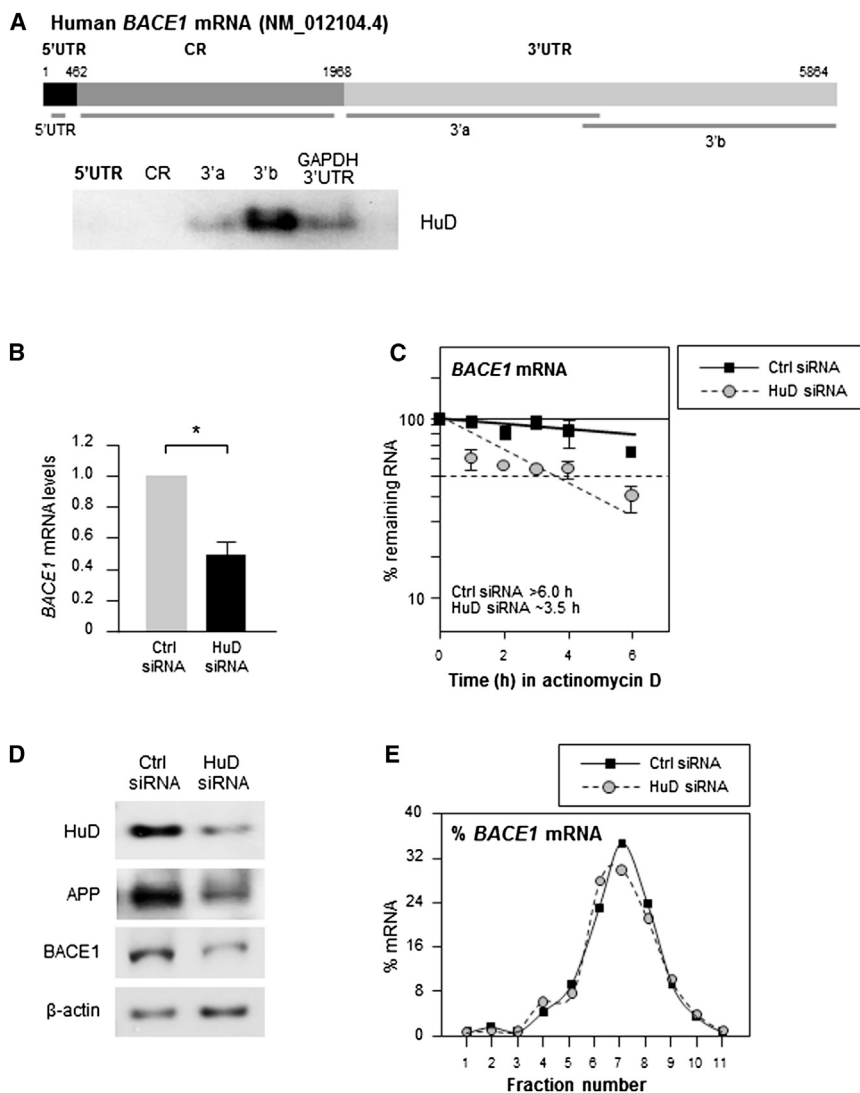 A Human BACE1 mRNA (NM_012104.4)
5'UTR CR 3'UTR
1 462 1968 5864
5'UTR 3'a 3'b
5'UTR CR 3'a 3'b GAPDH 3'UTR
HuD
B
BACE1 mRNA levels
1.2
1.0
0.8
0.6
0.4
0.2
0
Ctrl siRNA HuD siRNA
*
C
BACE1 mRNA
Ctrl siRNA
HuD siRNA
% remaining RNA
100
10
Ctrl siRNA >6.0 h
HuD siRNA ~3.5 h
0 2 4 6
Time (h) in actinomycin D
D
Ctrl siRNA HuD siRNA
HuD
APP
BACE1
β-actin
E
Ctrl siRNA
HuD siRNA
% BACE1 mRNA
% mRNA
40
32
24
16
8
0
1 2 3 4 5 6 7 8 9 10 11
Fraction number